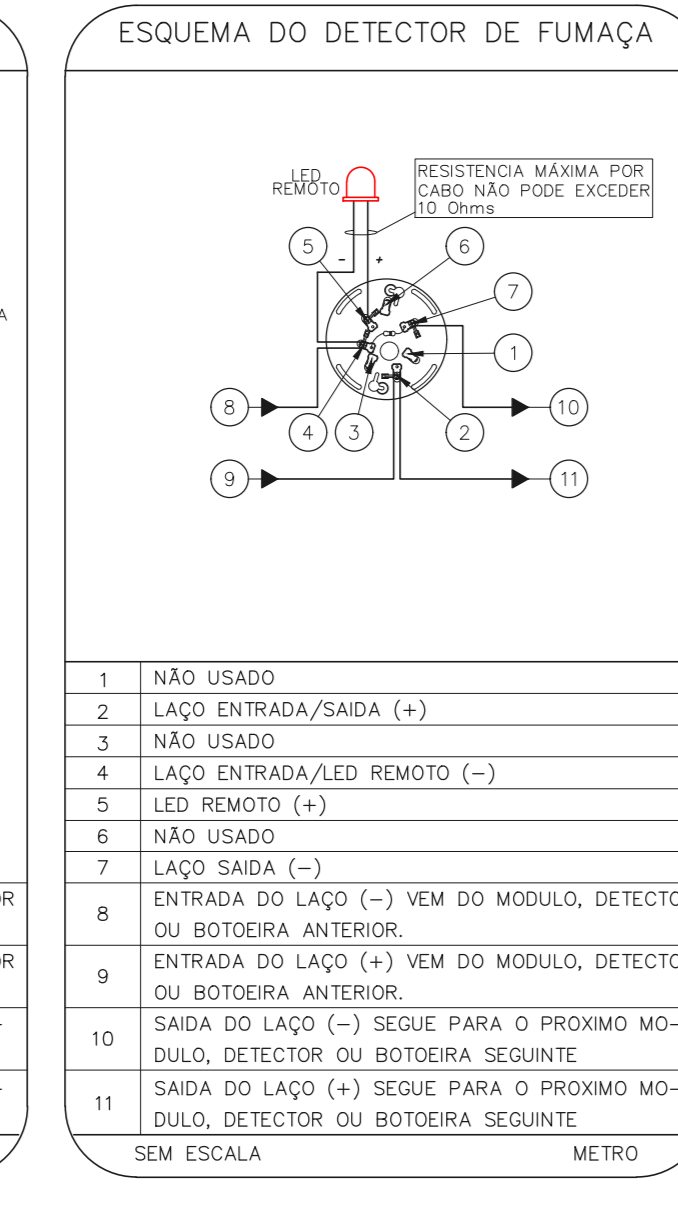 ESQUEMA DO DETECTOR DE FUMAÇA
LED
REMOTO
RESISTENCIA MÁXIMA POR
CABO NÃO PODE EXCEDER
10 Ohms
5
6
- +
7
1
8
10
4
3
2
9
11
A
1 NÃO USADO
2 LAÇO ENTRADA/SAIDA (+)
3 NÃO USADO
4 LAÇO ENTRADA/LED REMOTO (-)
5 LED REMOTO (+)
6 NÃO USADO
7 LAÇO SAIDA (-)
8 ENTRADA DO LAÇO (-) VEM DO MODULO, DETECTO
OU BOTOEIRA ANTERIOR.
9 ENTRADA DO LAÇO (+) VEM DO MODULO, DETECTO
OU BOTOEIRA ANTERIOR.
10 SAIDA DO LAÇO (-) SEGUE PARA O PROXIMO MO-
DULO, DETECTOR OU BOTOEIRA SEGUINTE
11 SAIDA DO LAÇO (+) SEGUE PARA O PROXIMO MO-
DULO, DETECTOR OU BOTOEIRA SEGUINTE
SEM ESCALA METRO